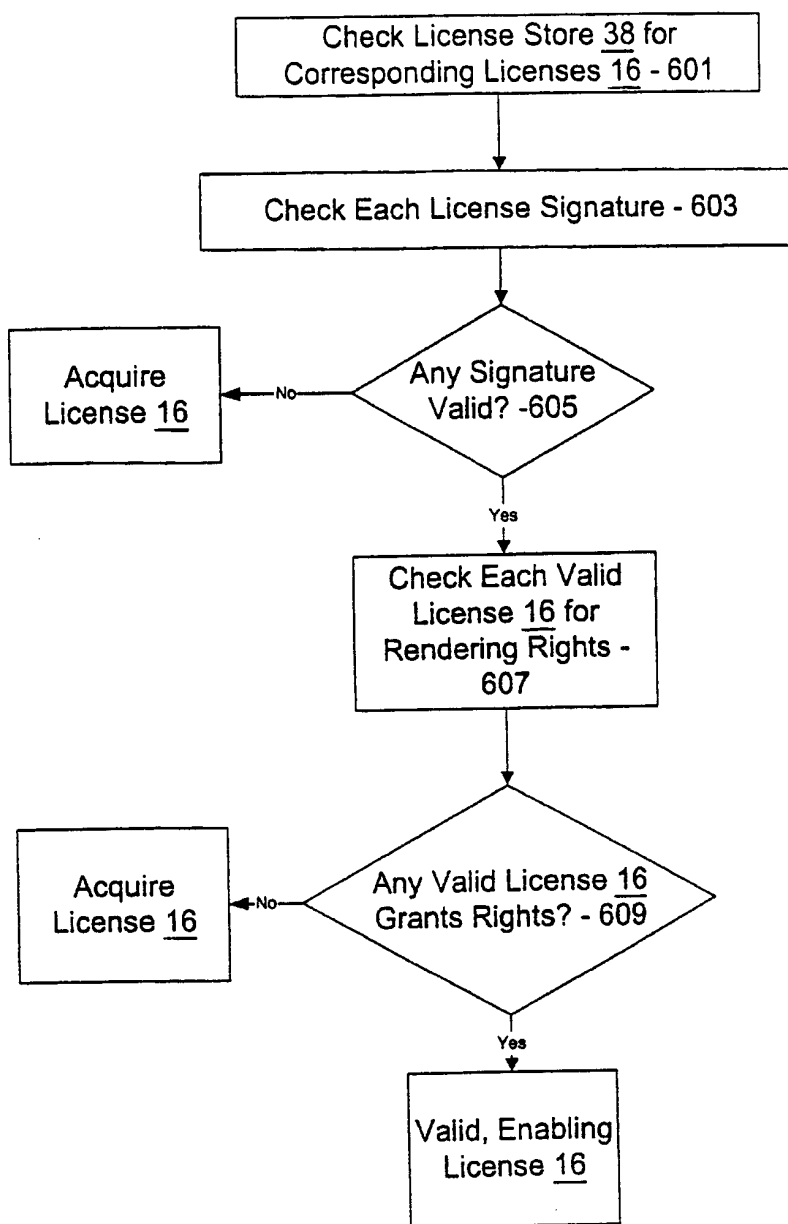 Check License Store 38 for
Corresponding Licenses 16 - 601
Check Each License Signature - 603
Any Signature
Valid? -605
No
Acquire
License 16
Yes
Check Each Valid
License 16 for
Rendering Rights -
607
Any Valid License 16
Grants Rights? - 609
No
Acquire
License 16
Yes
Valid, Enabling
License 16